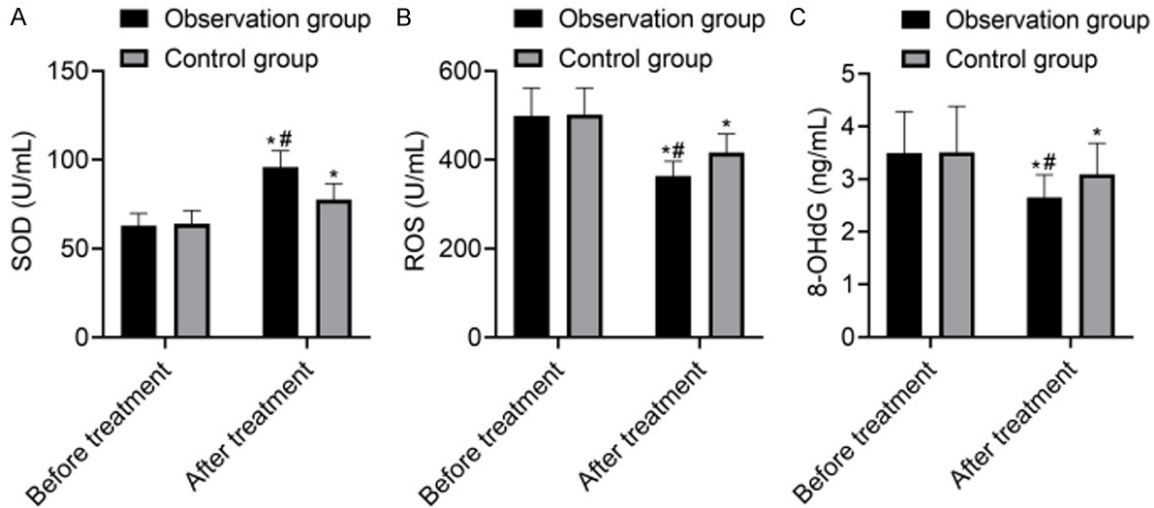 A
Observation group
Control group
SOD (U/mL)
150
100
50
0
*#
*
Before treatment
After treatment
B
Observation group
Control group
ROS (U/mL)
600
400
200
0
*#
*
Before treatment
After treatment
C
Observation group
Control group
8-OHdG (ng/mL)
5
4
3
2
1
0
*#
*
Before treatment
After treatment